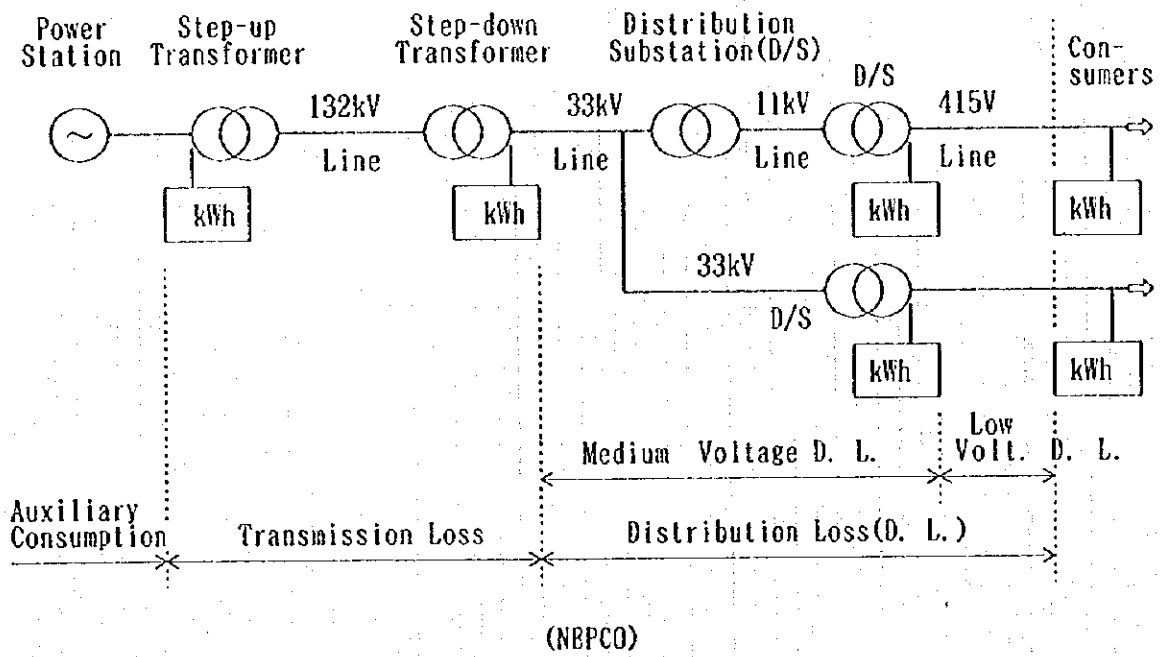 Power
Station
Step-up
Transformer
Step-down
Transformer
Distribution
Substation(D/S)
D/S
Con-
sumers
132kV
Line
33kV
Line
11kV
Line
415V
Line
kWh
kWh
kWh
kWh
33kV
D/S
kWh
kWh
Medium Voltage D. L.
Low
Volt. D. L.
Auxiliary
Consumption
Transmission Loss
Distribution Loss(D. L.)
(NEPCO)